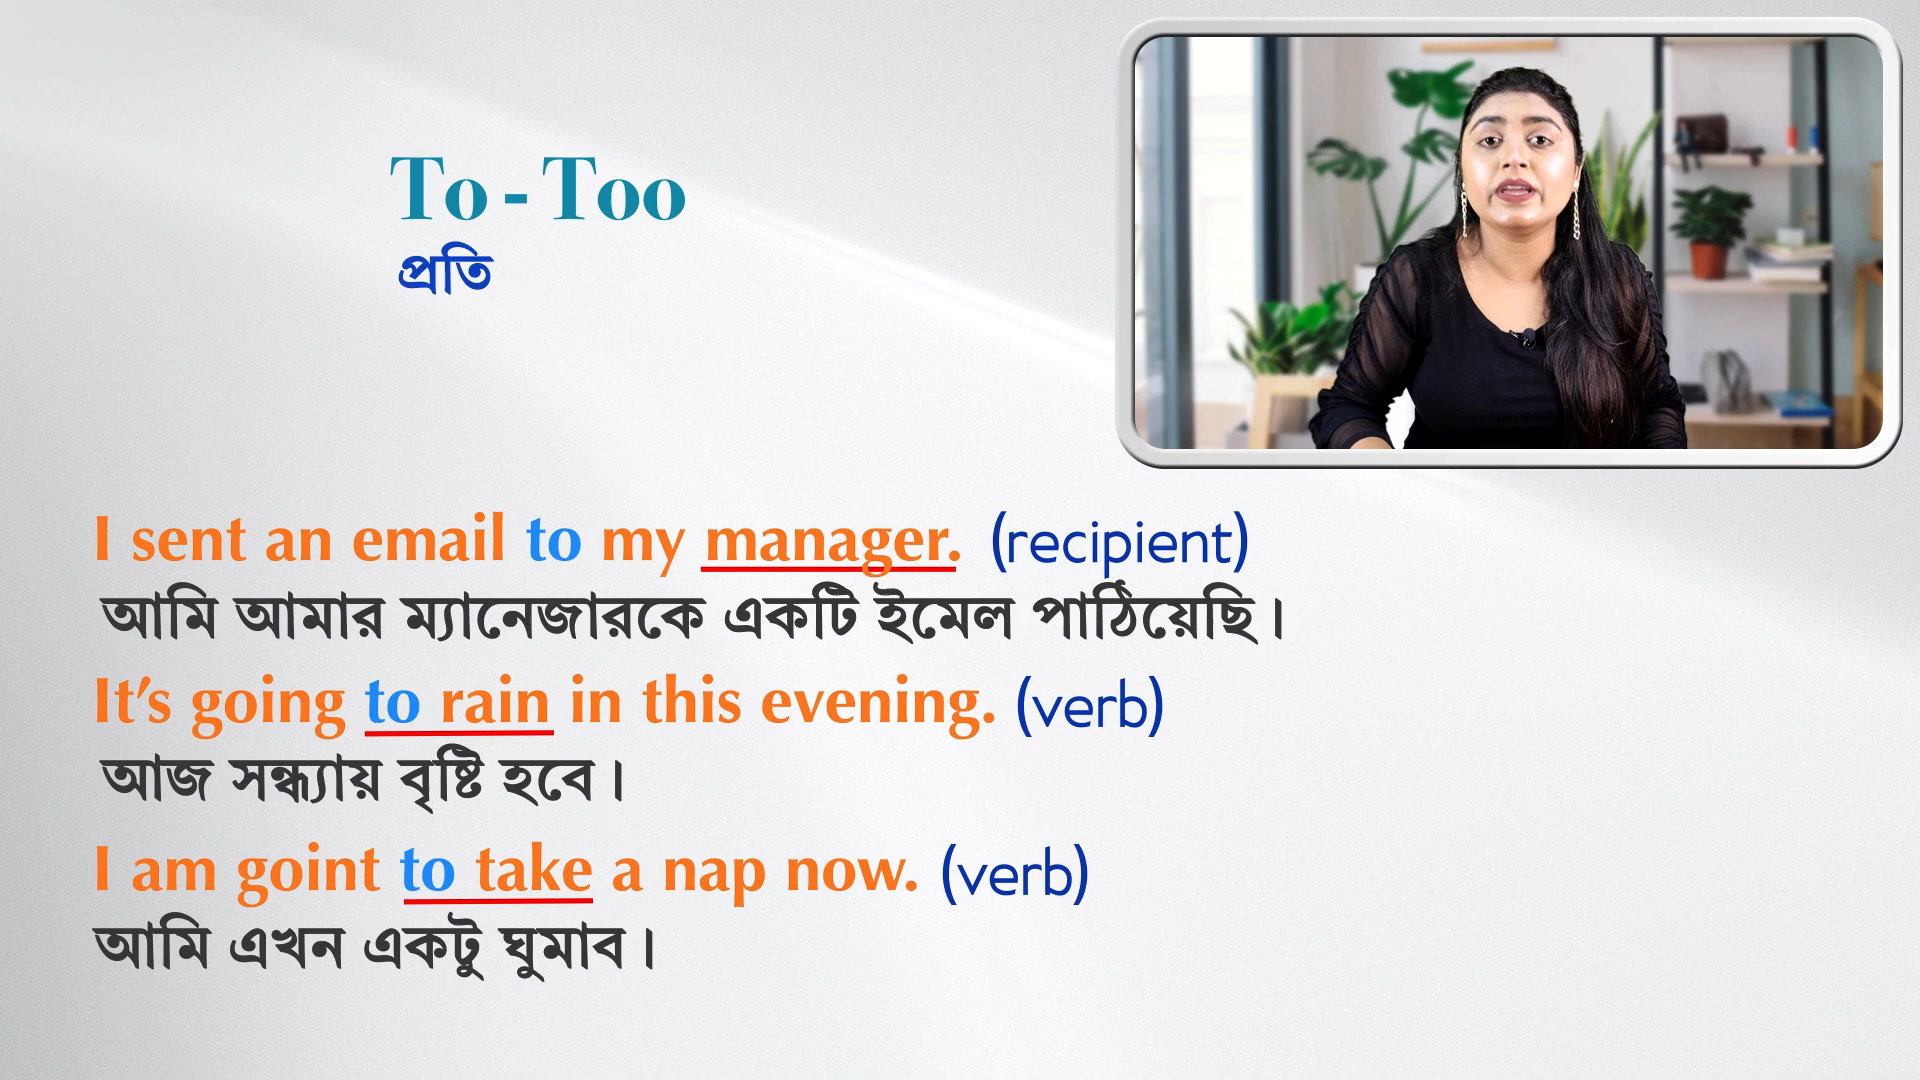 To - Too
প্রতি
I sent an email to my manager. (recipient)
আমি আমার ম্যানেজারকে একটি ইমেল পাঠিয়েছি।
It’s going to rain in this evening. (verb)
আজ সন্ধ্যায় বৃষ্টি হবে।
I am goint to take a nap now. (verb)
আমি এখন একটু ঘুমাব।